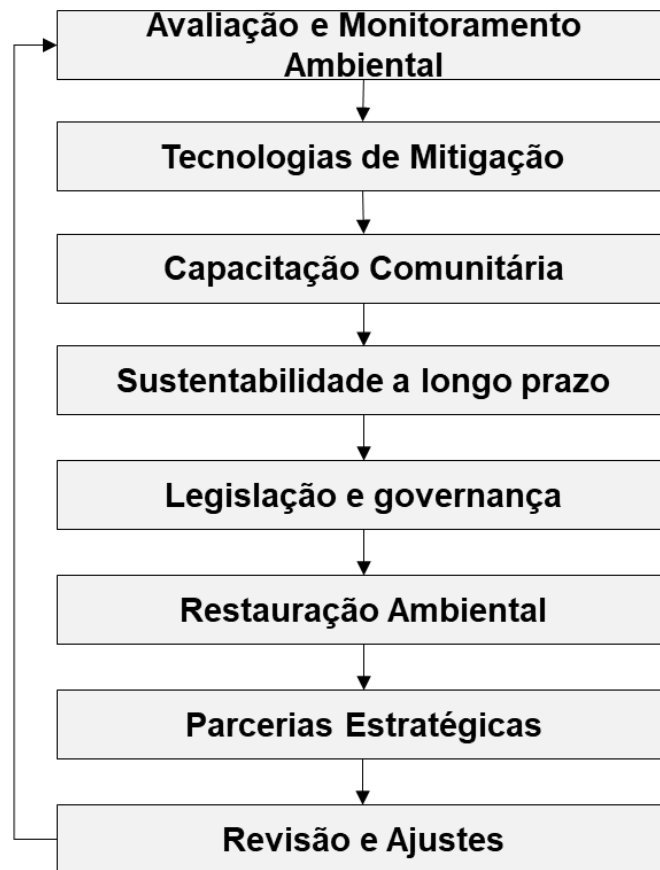 Avaliação e Monitoramento
Ambiental
Tecnologias de Mitigação
Capacitação Comunitária
Sustentabilidade a longo prazo
Legislação e governança
Restauração Ambiental
Parcerias Estratégicas
Revisão e Ajustes